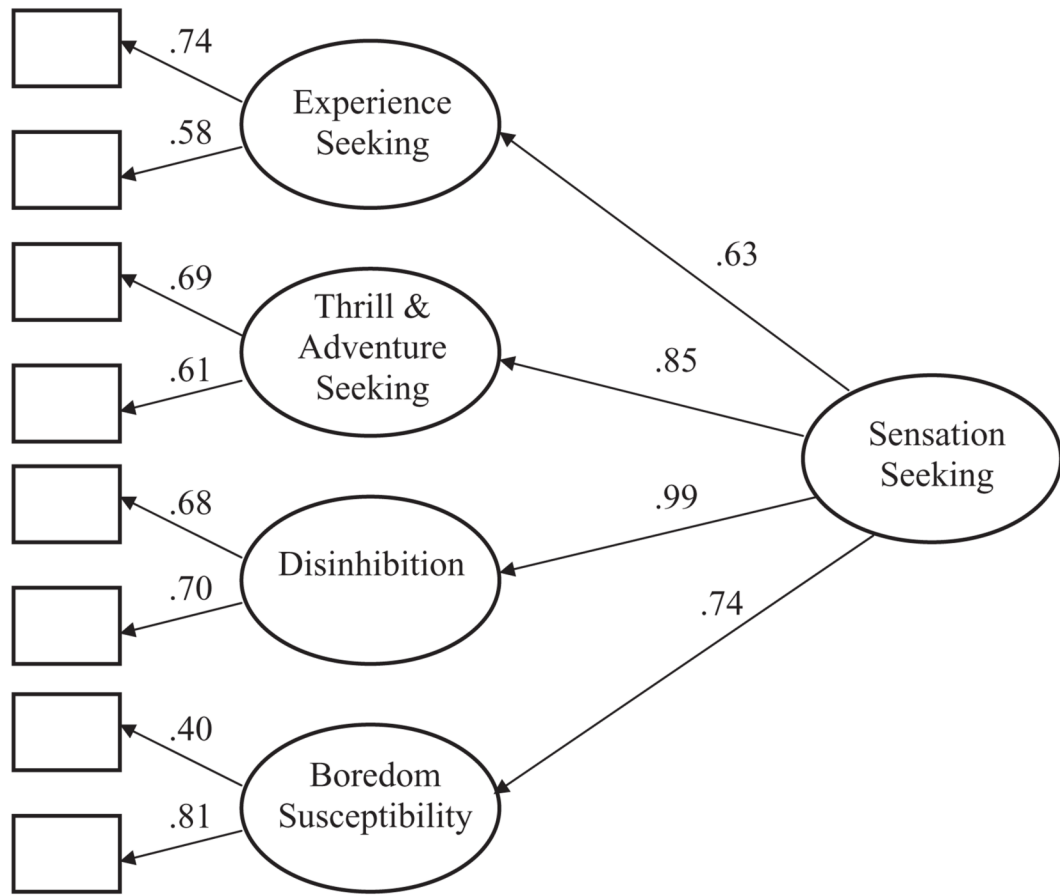 .74
Experience
Seeking
.58
.63
.69
Thrill &
Adventure
Seeking
.61
.85
Sensation
Seeking
.68
.99
Disinhibition
.70
.74
.40
Boredom
Susceptibility
.81